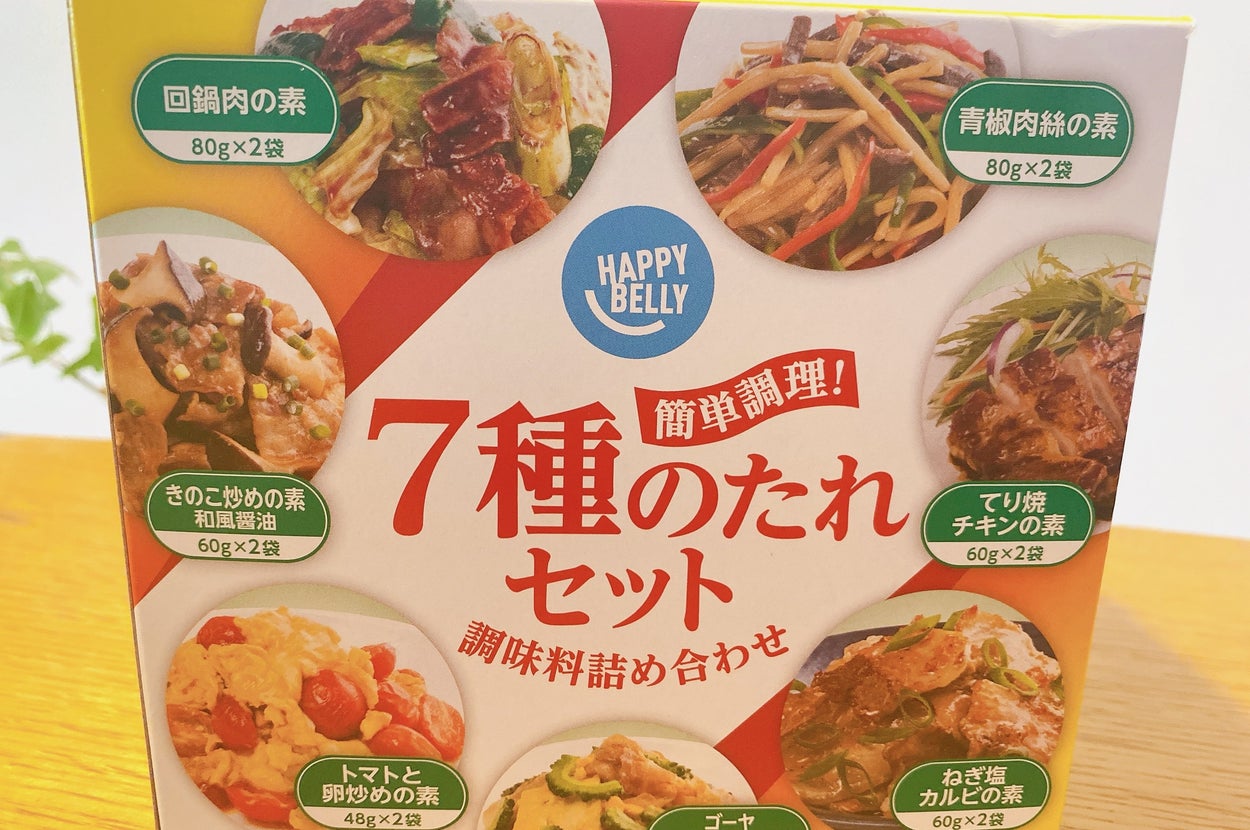 回鍋肉の素
80g×2袋
青椒肉絲の素
80g×2袋
HAPPY
BELLY
簡単調理!
7種のたれ
セット
調味料詰め合わせ
きのこ炒めの素
和風醤油
60g×2袋
てり焼
チキンの素
60g×2袋
トマトと
卵炒めの素
48g×2袋
ねぎ塩
カルビの素
60g×2袋
ゴーヤ